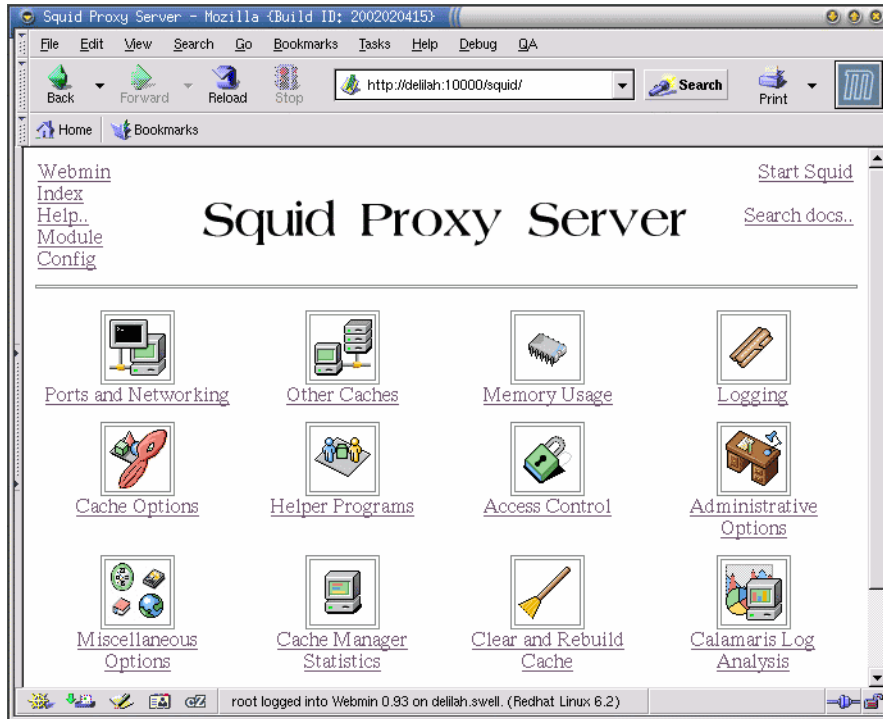 Squid Proxy Server - Mozilla {Build ID: 2002020415}
File Edit View Search Go Bookmarks Tasks Help Debug QA
Back Forward Reload Stop http://delilah:10000/squid/ Search Print
Home Bookmarks
Webmin
Index
Help..
Module
Config
Squid Proxy Server
Start Squid
Search docs..
Ports and Networking Other Caches Memory Usage Logging
Cache Options Helper Programs Access Control Administrative
Options
Miscellaneous Cache Manager Clear and Rebuild Calamaris Log
Options Statistics Cache Analysis
root logged into Webmin 0.93 on delilah.swell. (Redhat Linux 6.2)